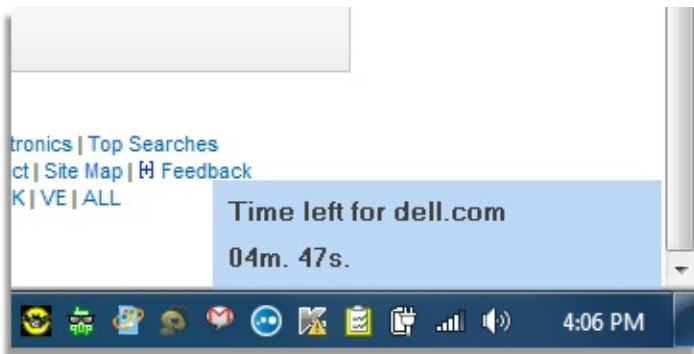 tronics | Top Searches
ct | Site Map | [+] Feedback
K | VE | ALL
Time left for dell.com
04m. 47s.
4:06 PM